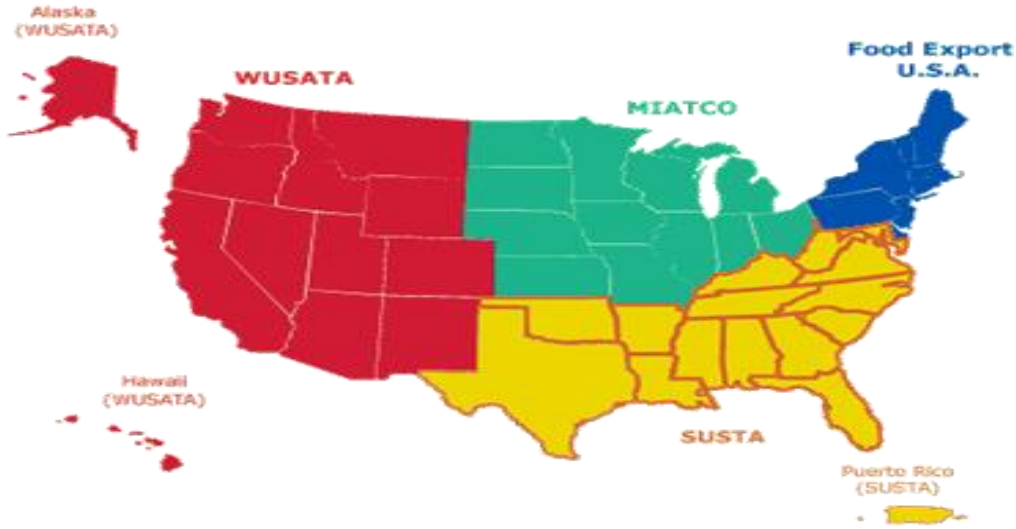 Alaska
(WUSATA)
WUSATA
Food Export
U.S.A.
MIATCO
Hawaii
(WUSATA)
SUSTA
Puerto Rico
(SUSTA)